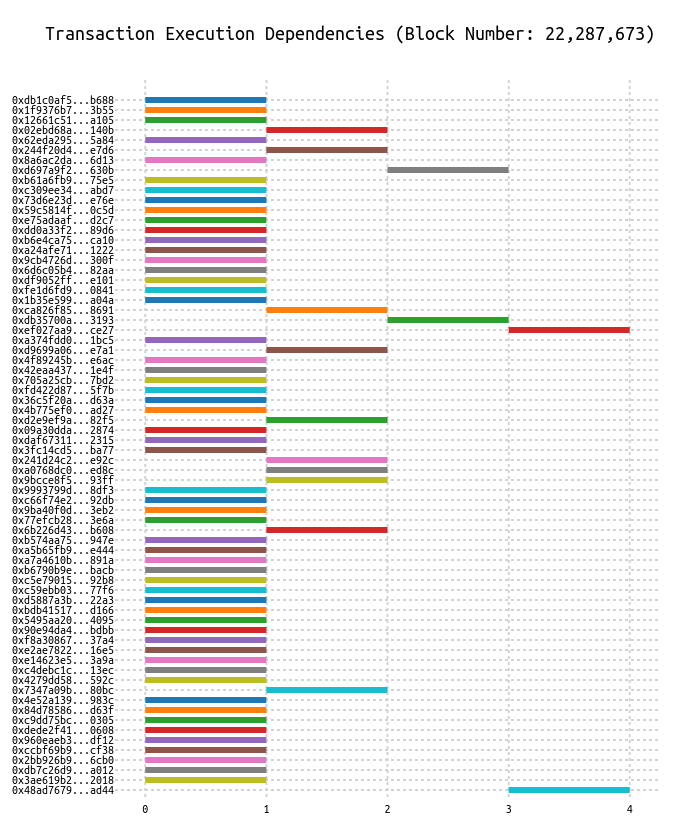 Transaction Execution Dependencies (Block Number: 22,287,673)
0xdb1c0af5...b688
0x1f9376b7...3b55
0x12661c51...a105
0x02ebd68a...140b
0x62eda295...5a84
0x244f20d4...e7d6
0x8a6ac2da...6d13
0xd697a9f2...630b
0xb61a6fb9...75e5
0xc309ee34...abd7
0x73d6e23d...e76e
0x59c5814f...0c5d
0xe75adaaf...d2c7
0xdd0a33f2...89d6
0xb6e4ca75...ca10
0xa24afe71...1222
0x9cb4726d...300f
0x6d6c05b4...82aa
0xdf9052ff...e101
0xfe1d6fd9...0841
0x1b35e599...a04a
0xca826f85...8691
0xdb35700a...3193
0xef027aa9...ce27
0xa374fdd0...1bc5
0xd9699a06...e7a1
0x4f89245b...e6ac
0x42eaa437...1e4f
0x705a25cb...7bd2
0xfd422d87...5f7b
0x36c5f20a...d63a
0x4b775ef0...ad27
0xd2e9ef9a...82f5
0x09a30dda...2874
0xdaf67311...2315
0x3fc14cd5...ba77
0x241d24c2...e92c
0xa0768dc0...ed8c
0x9bcce8f5...93ff
0x9993799d...8df3
0xc66f74e2...92db
0x9ba40f0d...3eb2
0x77efcb28...3e6a
0x6b226d43...b608
0xb574aa75...947e
0xa5b65fb9...e444
0xa7a4610b...891a
0xb6790b9e...bacb
0xc5e79015...92b8
0xc59ebb03...77f6
0xd5887a3b...22a3
0xbdb41517...d166
0x5495aa20...4095
0x90e94da4...bdbb
0xf8a30867...37a4
0xe2ae7822...16e5
0xe14623e5...3a9a
0xc4debc1c...13ec
0x4279dd58...592c
0x7347a09b...80bc
0x4e52a139...983c
0x84d78586...d63f
0xc9dd75bc...0305
0xdede2f41...0608
0x960eaeb3...df12
0xccbf69b9...cf38
0x2bb926b9...6cb0
0xdb7c26d9...a012
0x3ae619b2...2018
0x48ad7679...ad44
0 1 2 3 4